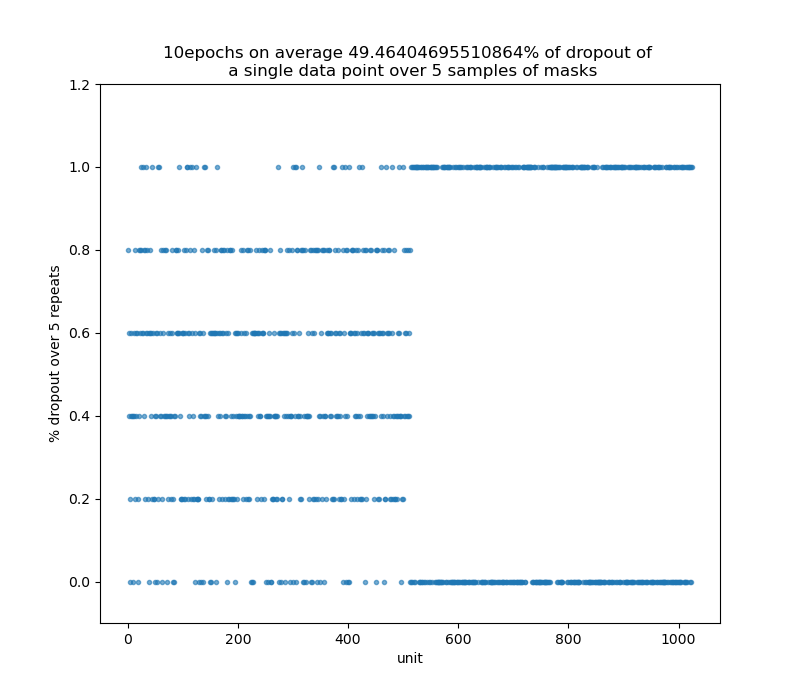 10epochs on average 49.46404695510864% of dropout of
a single data point over 5 samples of masks
1.2
1.0
0.8
0.6
0.4
0.2
0.0
% dropout over 5 repeats
0 200 400 600 800 1000
unit